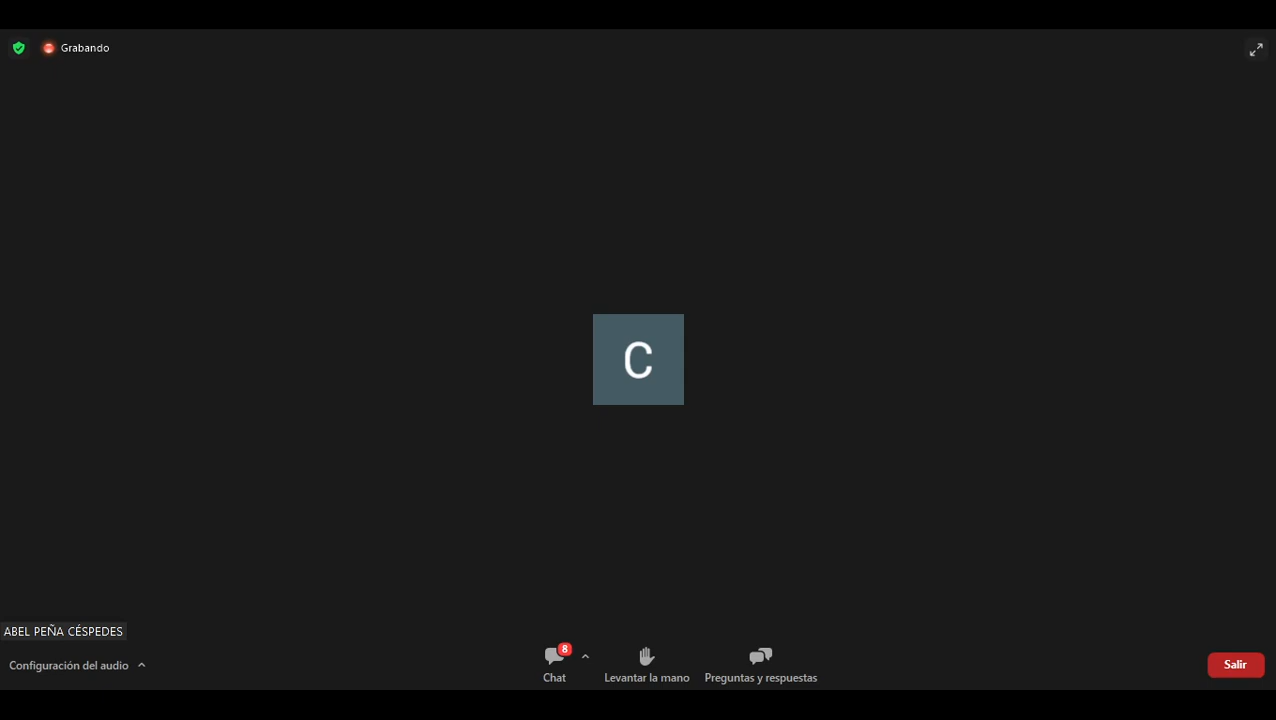 Grabando
C
ABEL PEÑA CÉSPEDES
Configuración del audio
8
Chat
Levantar la mano
Preguntas y respuestas
Salir